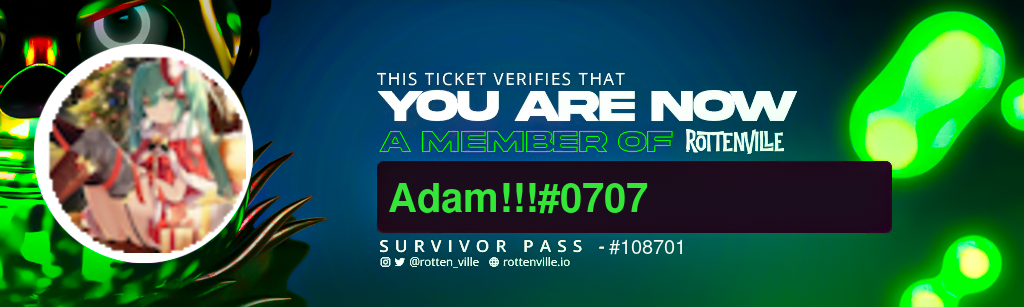 THIS TICKET VERIFIES THAT
YOU ARE NOW
A MEMBER OF ROTTENVILLE
Adam!!!#0707
SURVIVOR PASS - #108701
@rotten_ville rottenville.io